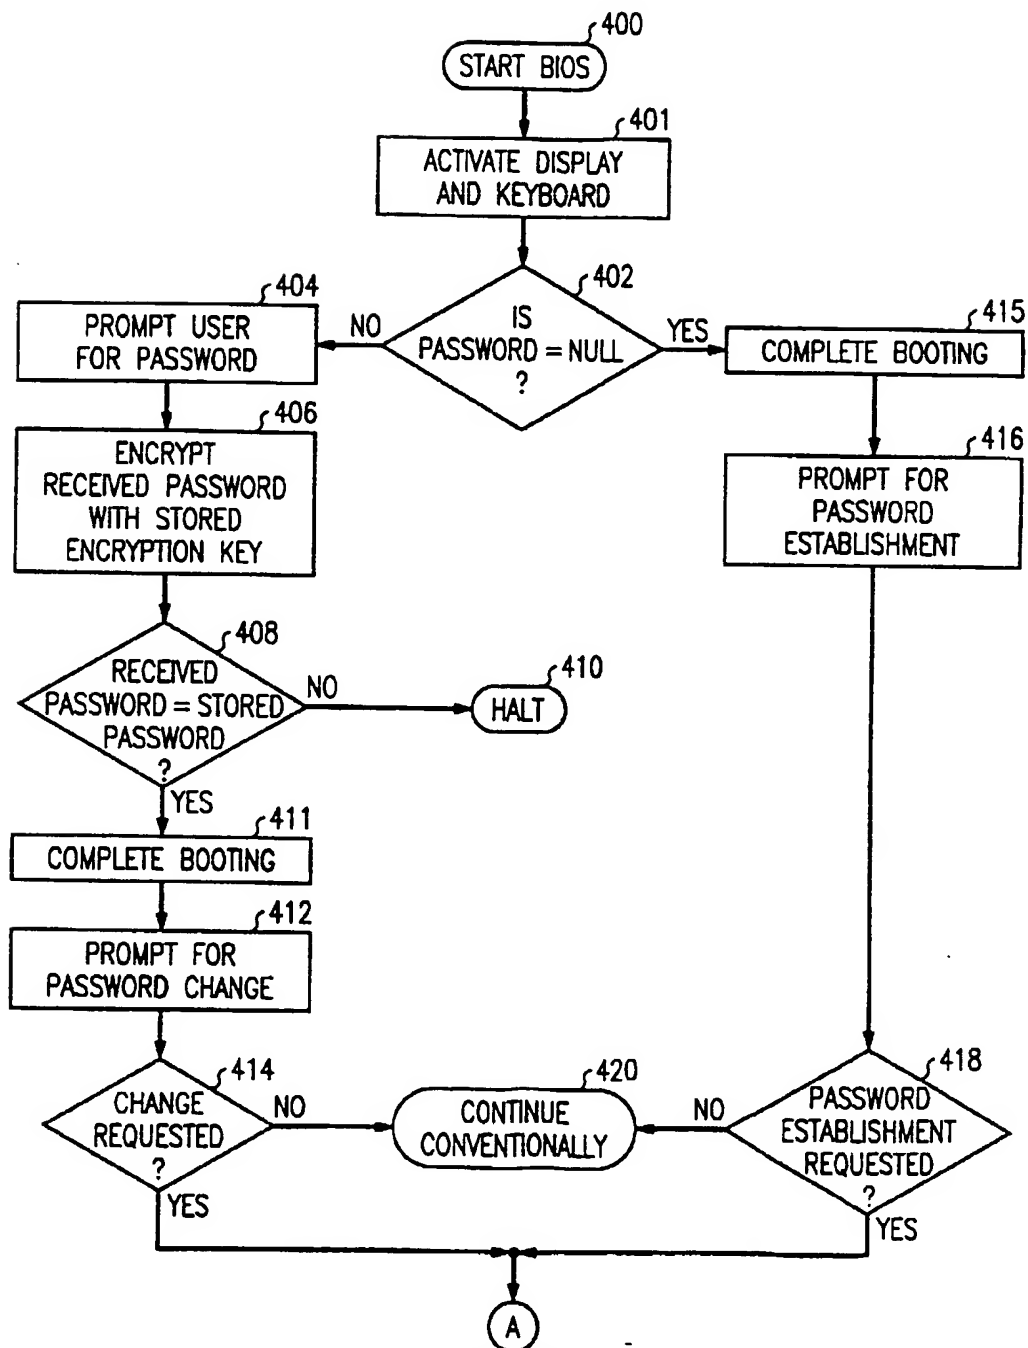 400
START BIOS
401
ACTIVATE DISPLAY
AND KEYBOARD
402
IS
PASSWORD = NULL
?
NO
YES
404
PROMPT USER
FOR PASSWORD
415
COMPLETE BOOTING
406
ENCRYPT
RECEIVED PASSWORD
WITH STORED
ENCRYPTION KEY
416
PROMPT FOR
PASSWORD
ESTABLISHMENT
408
RECEIVED
PASSWORD = STORED
PASSWORD
?
NO
410
HALT
YES
411
COMPLETE BOOTING
412
PROMPT FOR
PASSWORD CHANGE
414
CHANGE
REQUESTED
?
NO
420
CONTINUE
CONVENTIONALLY
NO
418
PASSWORD
ESTABLISHMENT
REQUESTED
?
YES
YES
A